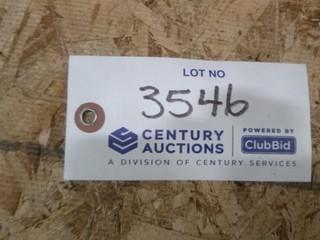 LOT NO
3546
CENTURY
AUCTIONS
POWERED BY
ClubBid
A DIVISION OF CENTURY SERVICES